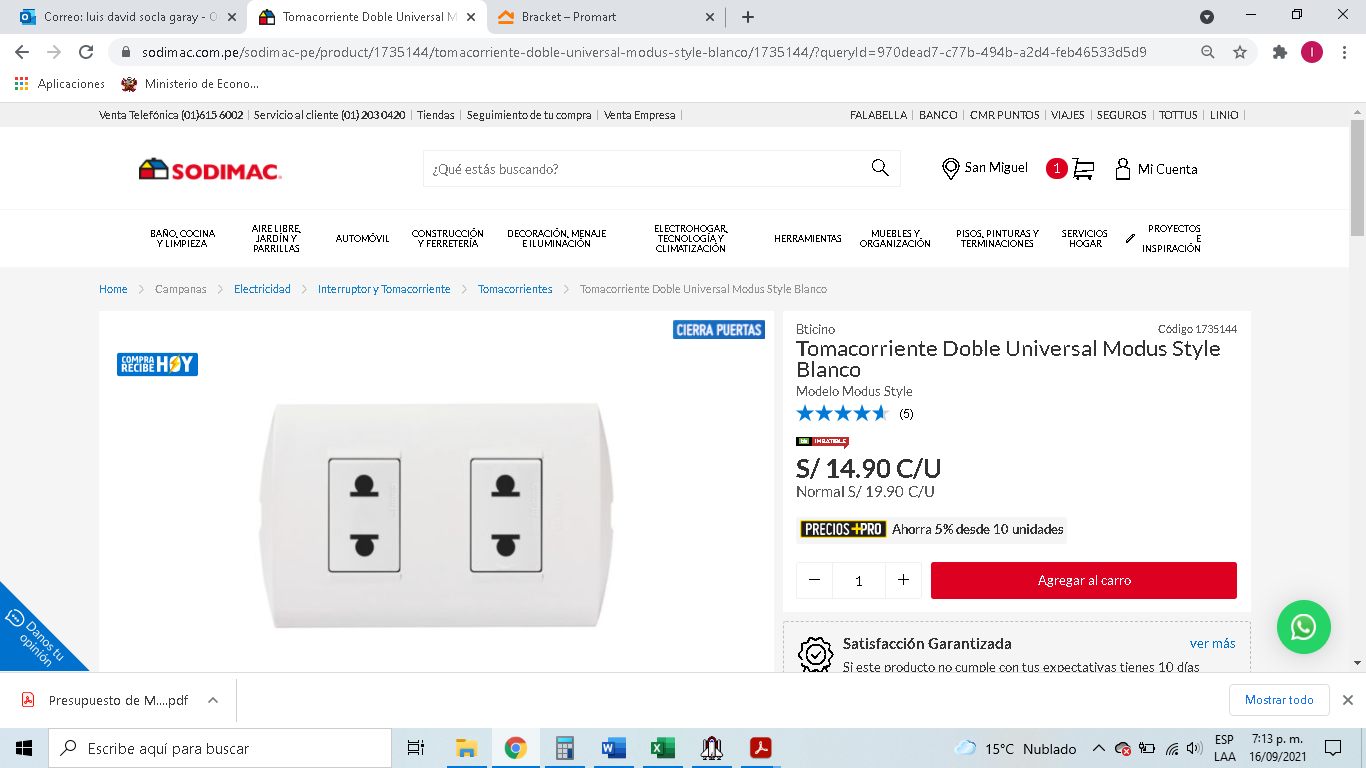 Correo: luis david socla garay - O
Tomacorriente Doble Universal M
Bracket – Promart
sodimac.com.pe/sodimac-pe/product/1735144/tomacorriente-doble-universal-modus-style-blanco/1735144/?queryId=970dead7-c77b-494b-a2d4-feb46533d5d9
I
Aplicaciones
Ministerio de Econo...
Venta Telefónica (01)615 6002
Servicio al cliente (01) 203 0420
Tiendas
Seguimiento de tu compra
Venta Empresa
FALABELLA
BANCO
CMR PUNTOS
VIAJES
SEGUROS
TOTTUS
LINIO
SODIMAC
¿Qué estás buscando?
San Miguel
1
Mi Cuenta
BAÑO, COCINA
Y LIMPIEZA
AIRE LIBRE,
JARDÍN Y
PARRILLAS
AUTOMÓVIL
CONSTRUCCIÓN
Y FERRETERÍA
DECORACIÓN, MENAJE
E ILUMINACIÓN
ELECTROHOGAR,
TECNOLOGÍA Y
CLIMATIZACIÓN
HERRAMIENTAS
MUEBLES Y
ORGANIZACIÓN
PISOS, PINTURAS Y
TERMINACIONES
SERVICIOS
HOGAR
PROYECTOS
E
INSPIRACIÓN
Home
Campanas
Electricidad
Interruptor y Tomacorriente
Tomacorrientes
Tomacorriente Doble Universal Modus Style Blanco
CIERRA PUERTAS
COMPRA
RECIBE HOY
Bticino
Código 1735144
Tomacorriente Doble Universal Modus Style
Blanco
Modelo Modus Style
(5)
IMBATIBLE
S/ 14.90 C/U
Normal S/ 19.90 C/U
PRECIOS+PRO Ahorra 5% desde 10 unidades
1
Agregar al carro
Satisfacción Garantizada
ver más
Si este producto no cumple con tus expectativas tienes 10 días
Danos tu
opinión
Presupuesto de M....pdf
Mostrar todo
Escribe aquí para buscar
15°C Nublado
ESP
LAA
7:13 p. m.
16/09/2021